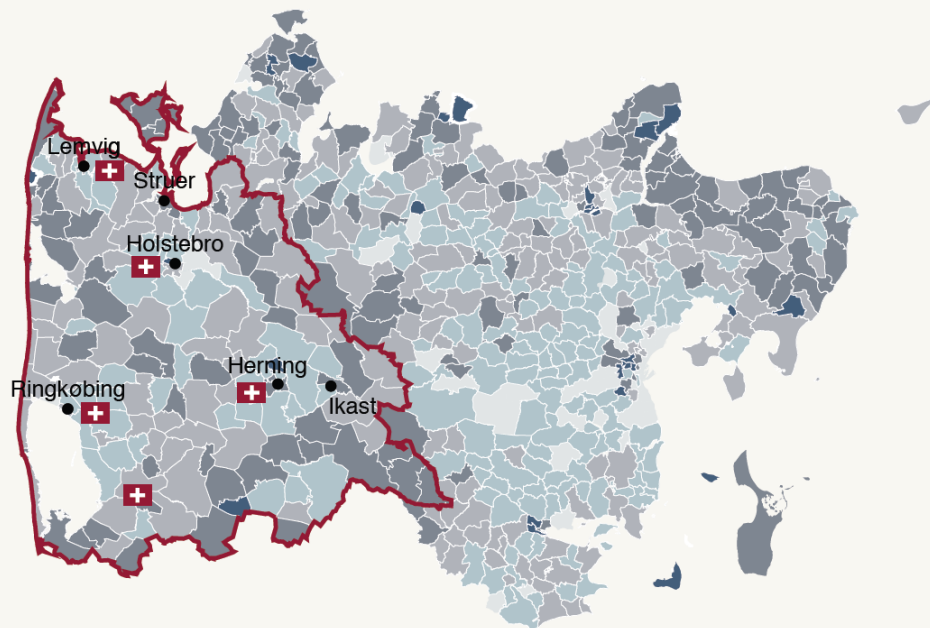 Lemvig
Struer
Holstebro
Herning
Ringkøbing
Ikast